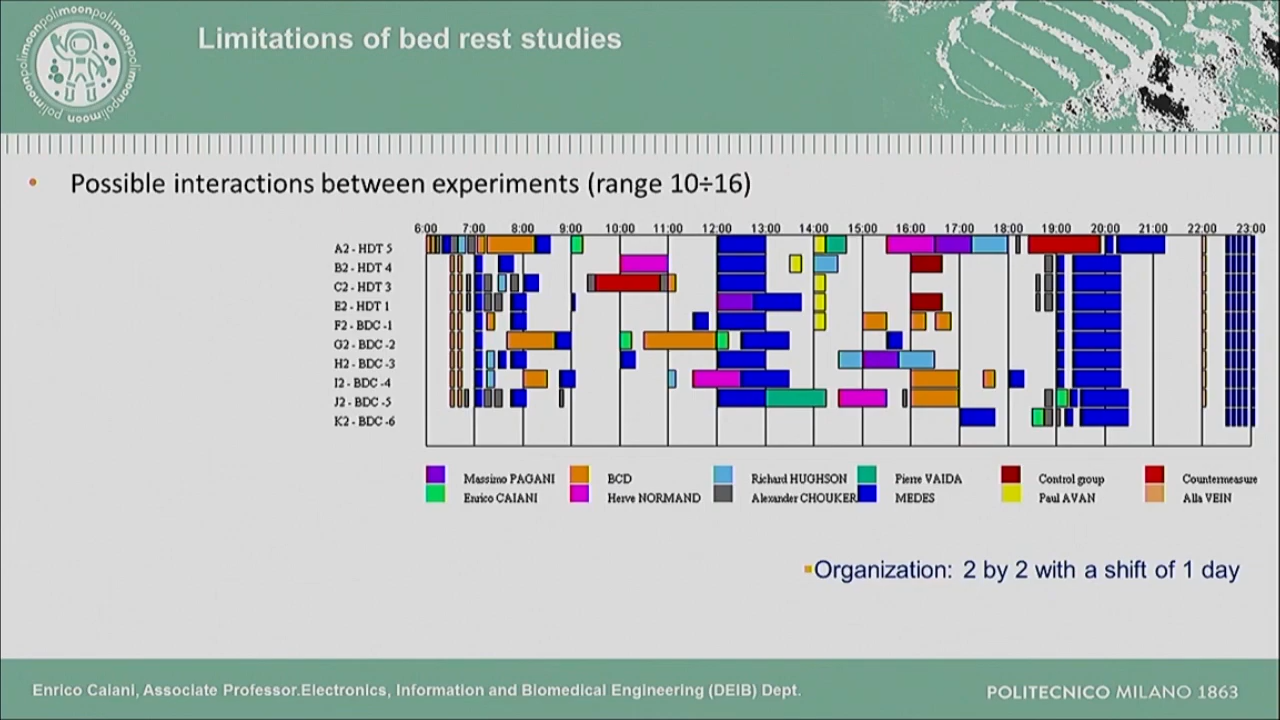 polimoonpolimoonpolimoonpolimoon
Limitations of bed rest studies
• Possible interactions between experiments (range 10÷16)
6:00 7:00 8:00 9:00 10:00 11:00 12:00 13:00 14:00 15:00 16:00 17:00 18:00 19:00 20:00 21:00 22:00 23:00
A2 - HDT 5
B2 - HDT 4
C2 - HDT 3
E2 - HDT 1
F2 - BDC -1
G2 - BDC -2
H2 - BDC -3
I2 - BDC -4
J2 - BDC -5
K2 - BDC -6
Massimo PAGANI BCD Richard HUGHSON Pierre VAIDA Control group Countermeasure
Enrico CAIANI Herve NORMAND Alexander CHOUKER MEDES Paul AVAN Alla VEIN
Organization: 2 by 2 with a shift of 1 day
Enrico Caiani, Associate Professor.Electronics, Information and Biomedical Engineering (DEIB) Dept.
POLITECNICO MILANO 1863